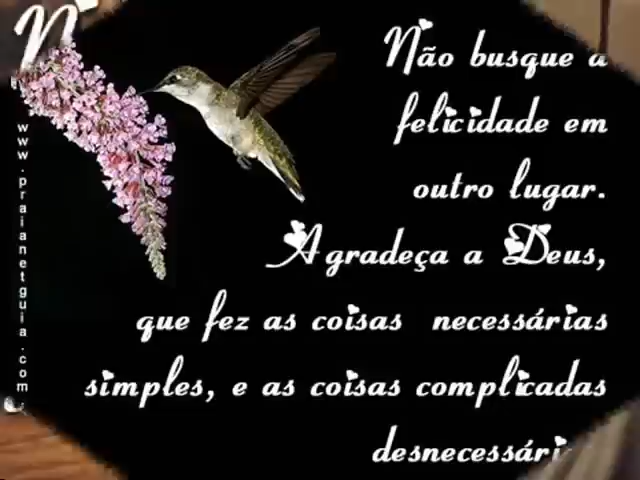 Não busque a
felicidade em
outro lugar.
Agradeça a Deus,
que fez as coisas necessárias
simples, e as coisas complicadas
www.praianetguia.com